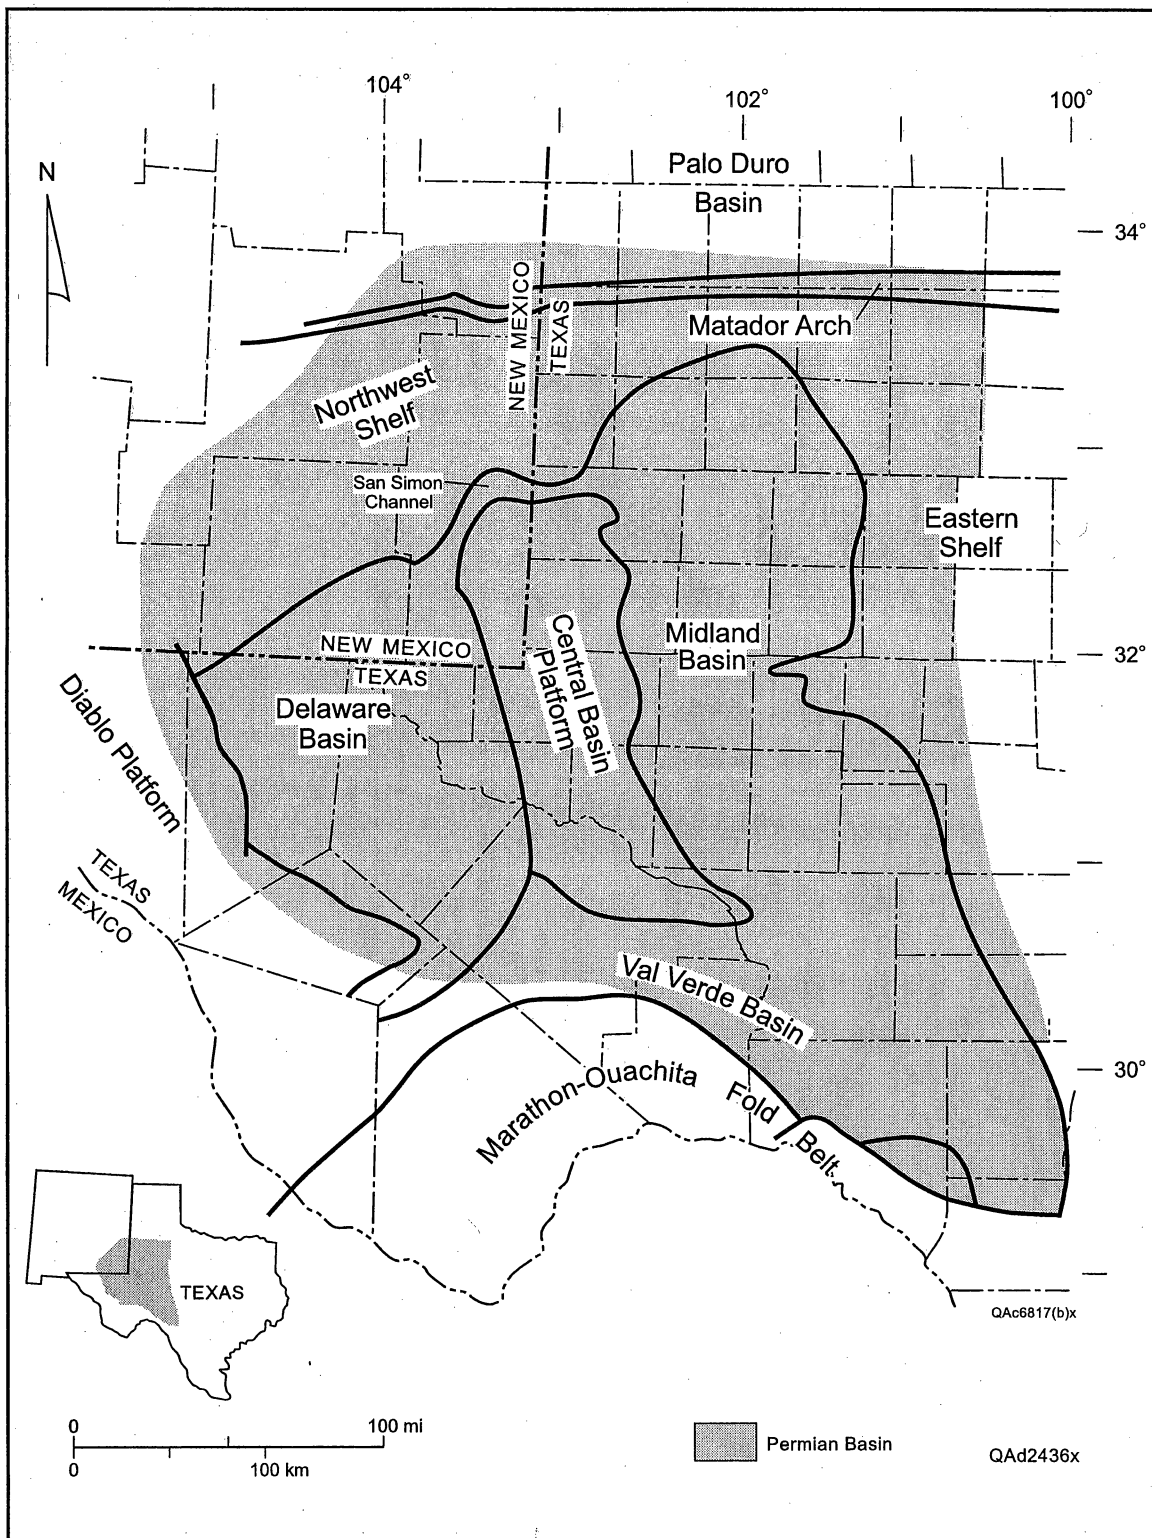 104°
102°
100°
N
Palo Duro
Basin
34°
NEW MEXICO
TEXAS
Matador Arch
Northwest
Shelf
San Simon
Channel
Eastern
Shelf
Central Basin
Platform
Midland
Basin
NEW MEXICO
TEXAS
32°
Diablo Platform
Delaware
Basin
TEXAS
MEXICO
Val Verde Basin
30°
Marathon-Ouachita Fold Belt
TEXAS
QAc6817(b)x
0
100 mi
0
100 km
Permian Basin
QAd2436x